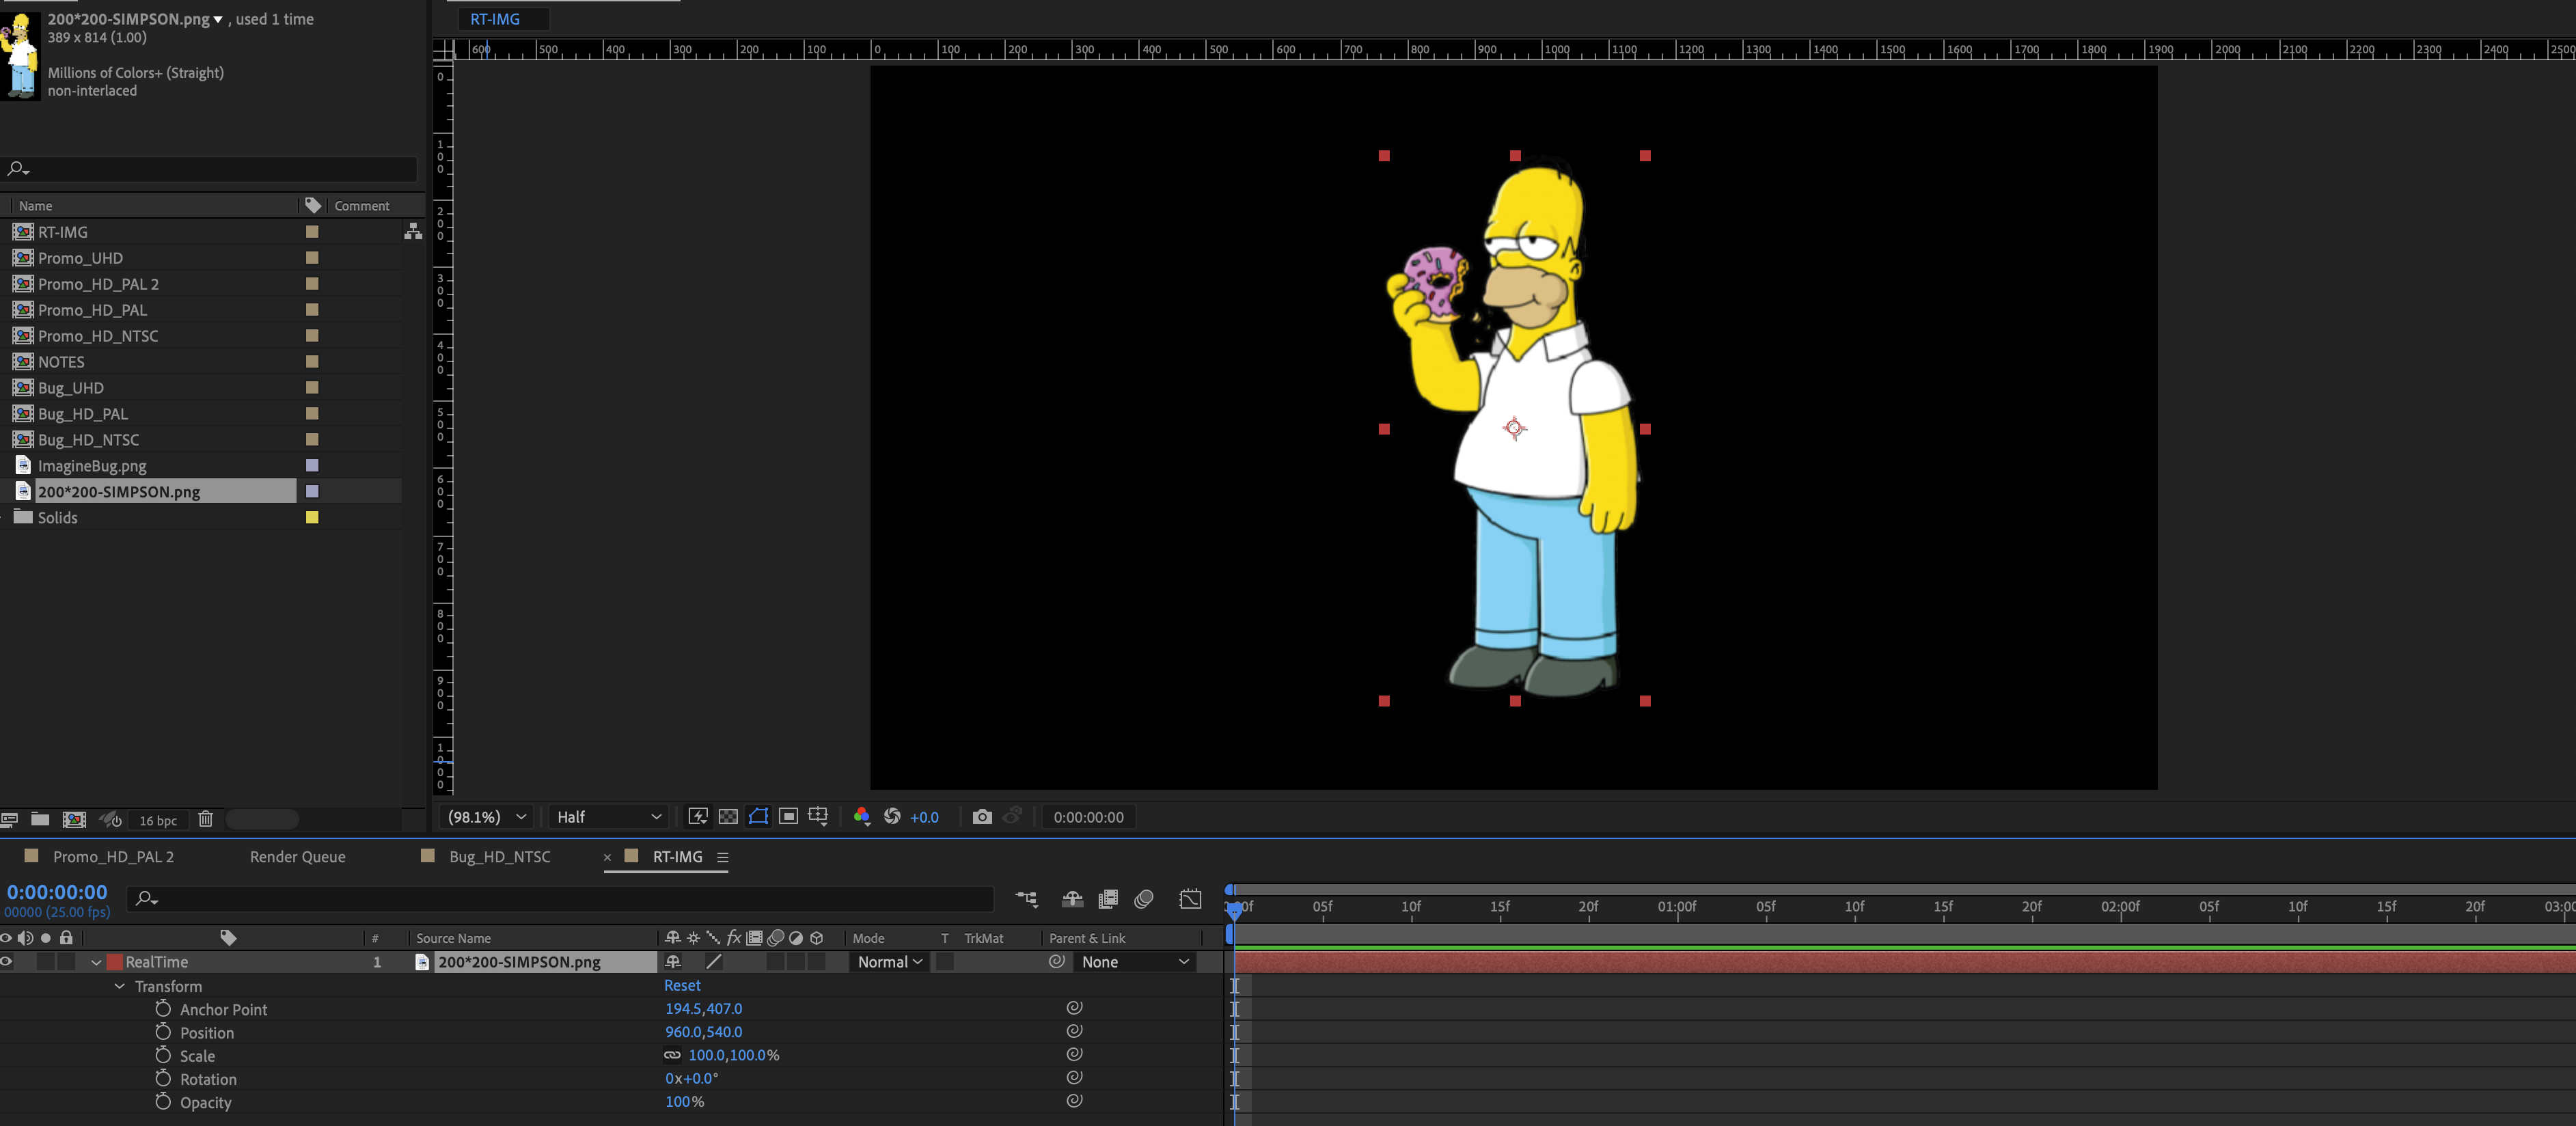 200*200-SIMPSON.png ▼ , used 1 time
389 x 814 (1.00)
Millions of Colors+ (Straight)
non-interlaced
Name Comment
RT-IMG
Promo_UHD
Promo_HD_PAL 2
Promo_HD_PAL
Promo_HD_NTSC
NOTES
Bug_UHD
Bug_HD_PAL
Bug_HD_NTSC
ImagineBug.png
200*200-SIMPSON.png
Solids
16 bpc
RT-IMG
600 500 400 300 200 100 0 100 200 300 400 500 600 700 800 900 1000 1100 1200 1300 1400 1500 1600 1700 1800 1900 2000 2100 2200 2300 2400 2500
0
100
200
300
400
500
600
700
800
900
1000
(98.1%) Half +0.0 0:00:00:00
Promo_HD_PAL 2 Render Queue Bug_HD_NTSC × RT-IMG
0:00:00:00
00000 (25.00 fps)
05f 10f 15f 20f 01:00f 05f 10f 15f 20f 02:00f 05f 10f 15f 20f
# Source Name fx Mode T TrkMat Parent & Link
RealTime 1 200*200-SIMPSON.png Normal None
Transform Reset
Anchor Point 194.5,407.0
Position 960.0,540.0
Scale 100.0,100.0%
Rotation 0x+0.0°
Opacity 100%